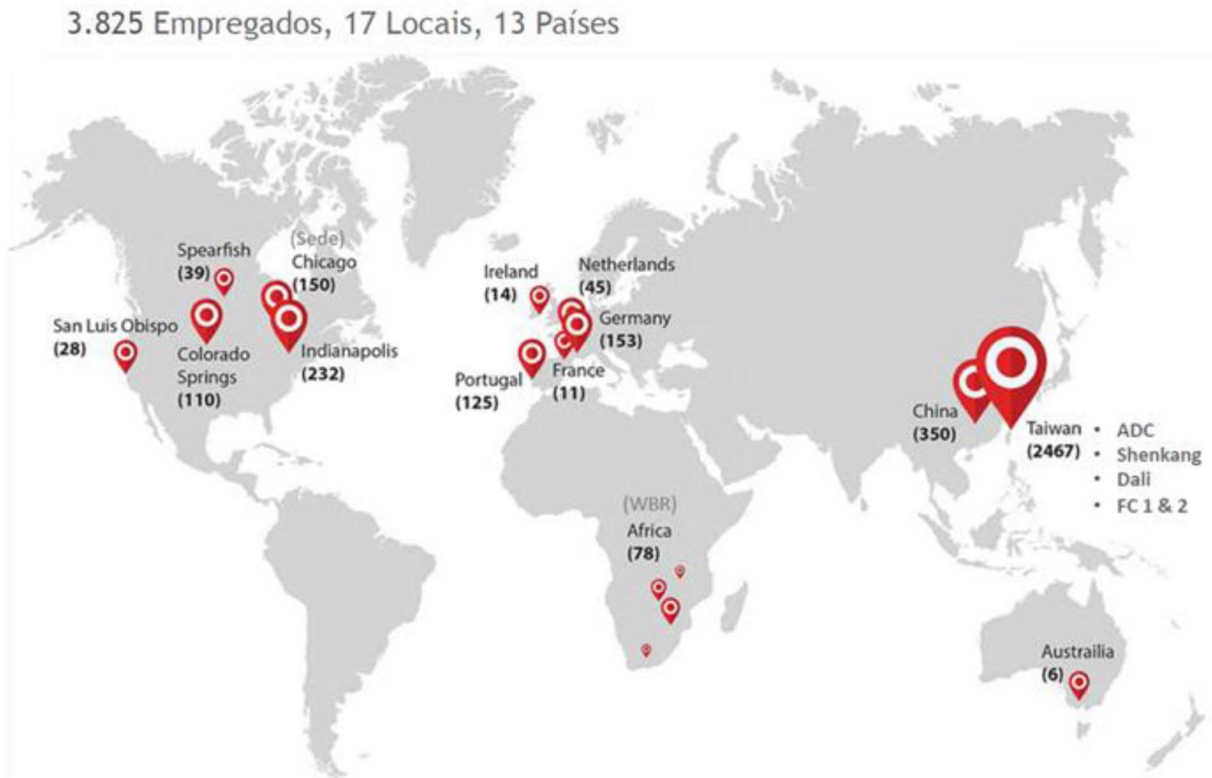 3.825 Empregados, 17 Locais, 13 Países
Spearfish
(39)
(Sede)
Chicago
(150)
San Luis Obispo
(28)
Colorado
Springs
(110)
Indianapolis
(232)
Ireland
(14)
Netherlands
(45)
Germany
(153)
Portugal
(125)
France
(11)
China
(350)
Taiwan
(2467)
• ADC
• Shenkang
• Dali
• FC 1 & 2
(WBR)
Africa
(78)
Austrailia
(6)